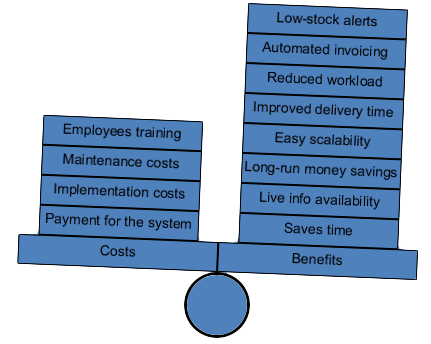 Low-stock alerts
Automated invoicing
Reduced workload
Improved delivery time
Easy scalability
Long-run money savings
Live info availability
Saves time
Benefits
Employees training
Maintenance costs
Implementation costs
Payment for the system
Costs